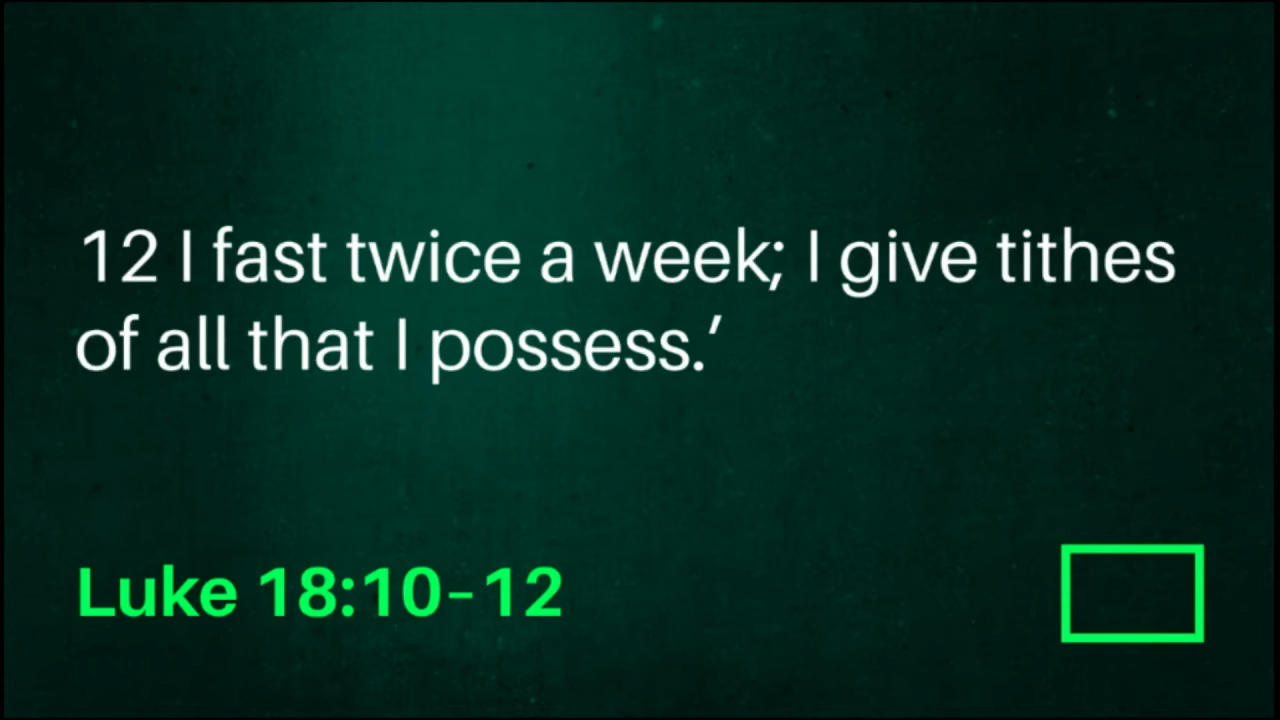 12 I fast twice a week; I give tithes
of all that I possess.’
Luke 18:10–12